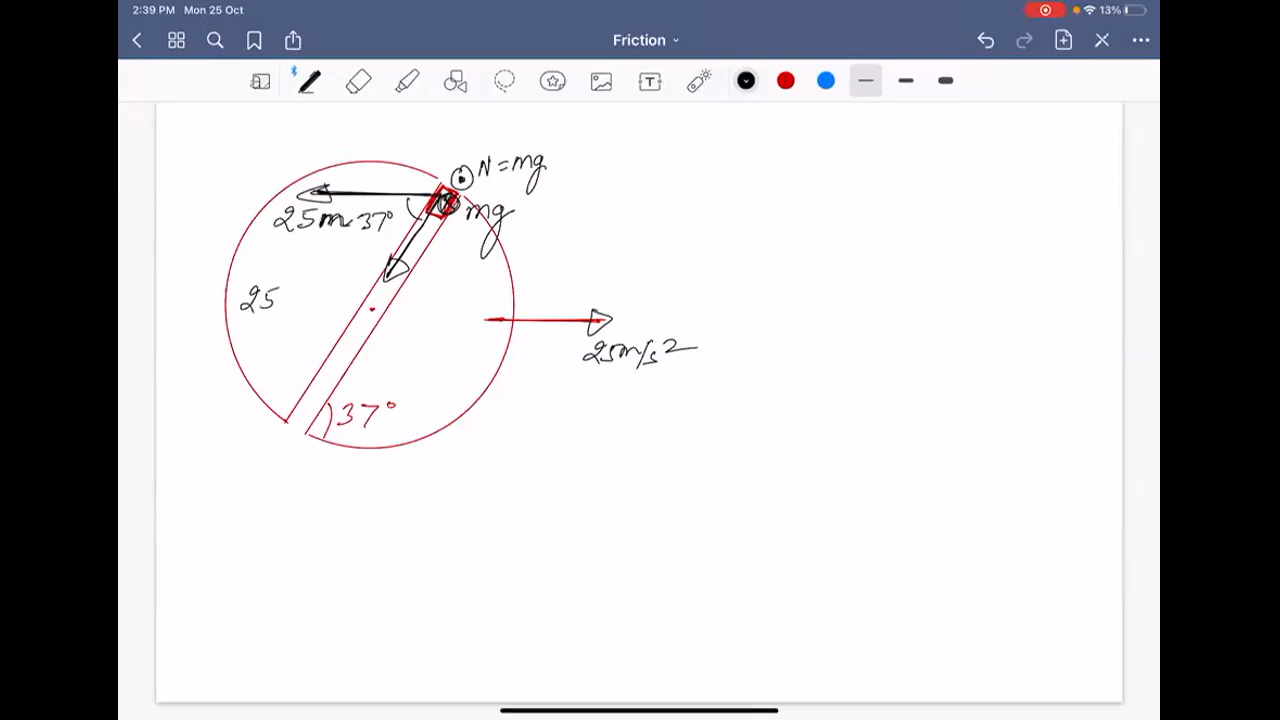 2:39 PM Mon 25 Oct
13%
Friction
N = mg
mg
25m 37°
25
25m/s2
37°